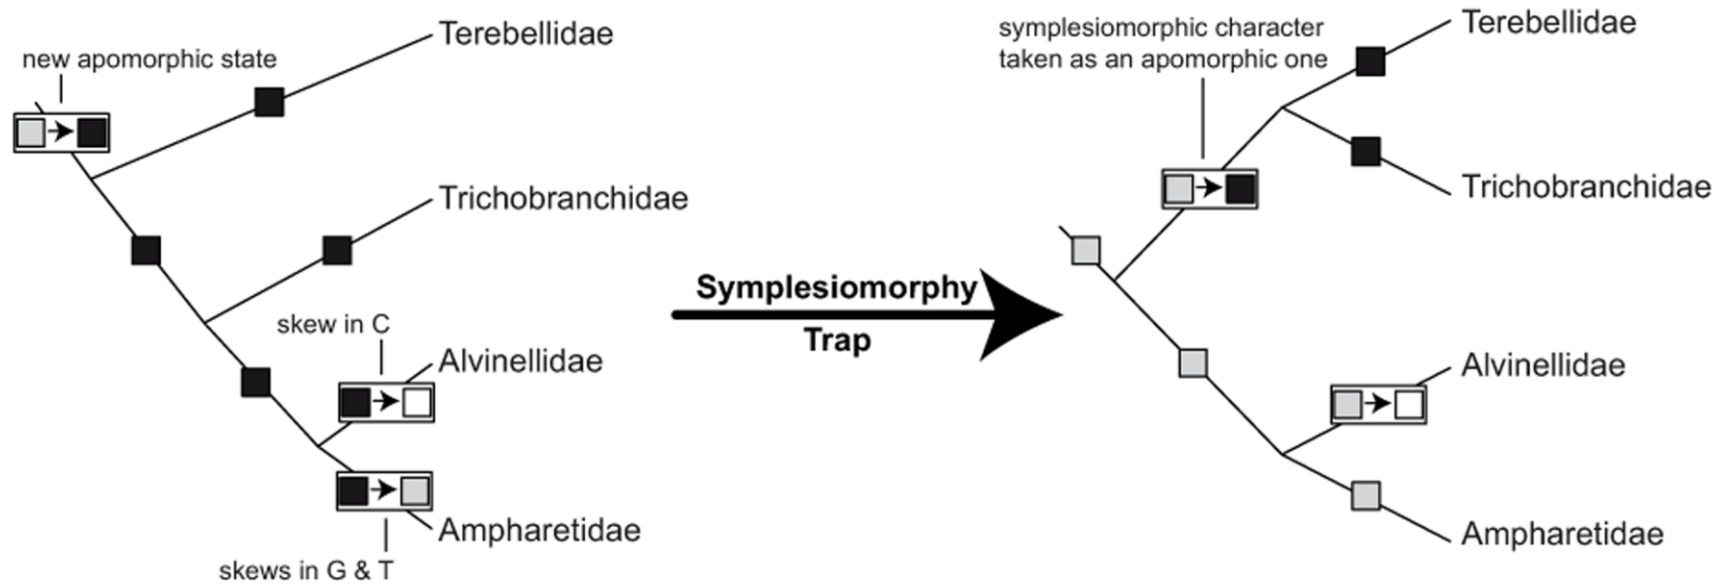 new apomorphic state
Terebellidae
Trichobranchidae
skew in C
Alvinellidae
Ampharetidae
skews in G & T
Symplesiomorphy
Trap
symplesiomorphic character
taken as an apomorphic one
Terebellidae
Trichobranchidae
Alvinellidae
Ampharetidae